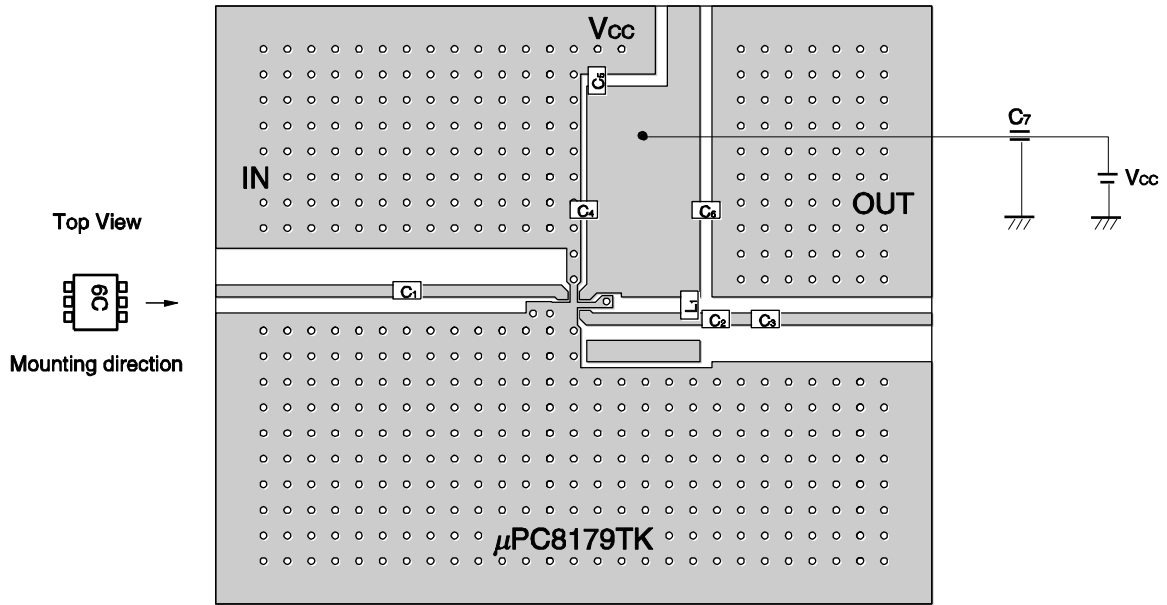 VCC
C5
C7
IN
VCC
OUT
C4
C6
Top View
6C
C1
L1
C2
C3
Mounting direction
μPC8179TK